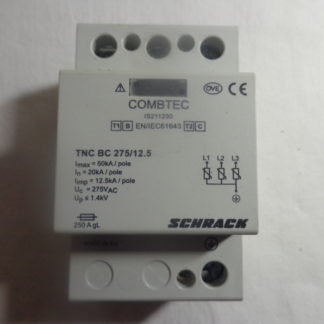 OVE CE
COMBTEC
IS211230
T1 B EN/IEC61643 T2 C
TNC BC 275/12.5
Imax = 50kA / pole
In = 20kA / pole
Iimp = 12.5kA / pole
Uc = 275VAC
Up ≤ 1.4kV
L1 L2 L3
250 A gL
SCHRACK